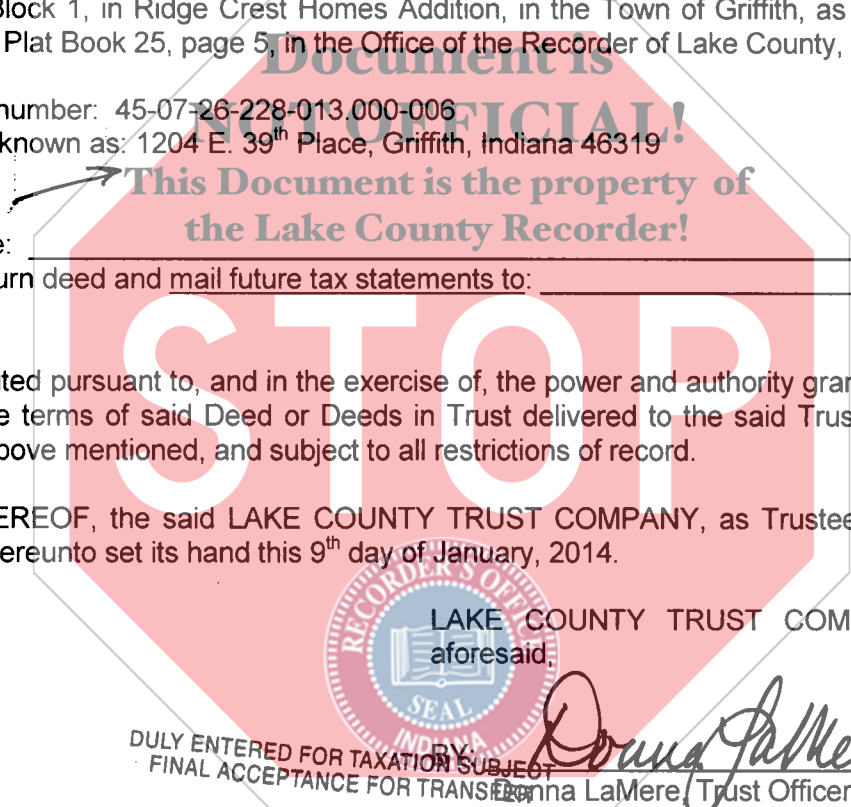 Block 1, in Ridge Crest Homes Addition, in the Town of Griffith, as
Plat Book 25, page 5, in the Office of the Recorder of Lake County,
Document is
number: 45-07-26-228-013.000-006
NOT OFFICIAL!
known as: 1204 E. 39th Place, Griffith, Indiana 46319
This Document is the property of
the Lake County Recorder!
e:
urn deed and mail future tax statements to:
STOP
ted pursuant to, and in the exercise of, the power and authority gran
e terms of said Deed or Deeds in Trust delivered to the said Trus
bove mentioned, and subject to all restrictions of record.
EREOF, the said LAKE COUNTY TRUST COMPANY, as Trustee
ereunto set its hand this 9th day of January, 2014.
RECORDER'S OFFICE
LAKE COUNTY TRUST COM
aforesaid,
SEAL
INDIANA
DULY ENTERED FOR TAXATION SUBJECT
FINAL ACCEPTANCE FOR TRANSFER
BY: Donna LaMe
Donna LaMere, Trust Officer